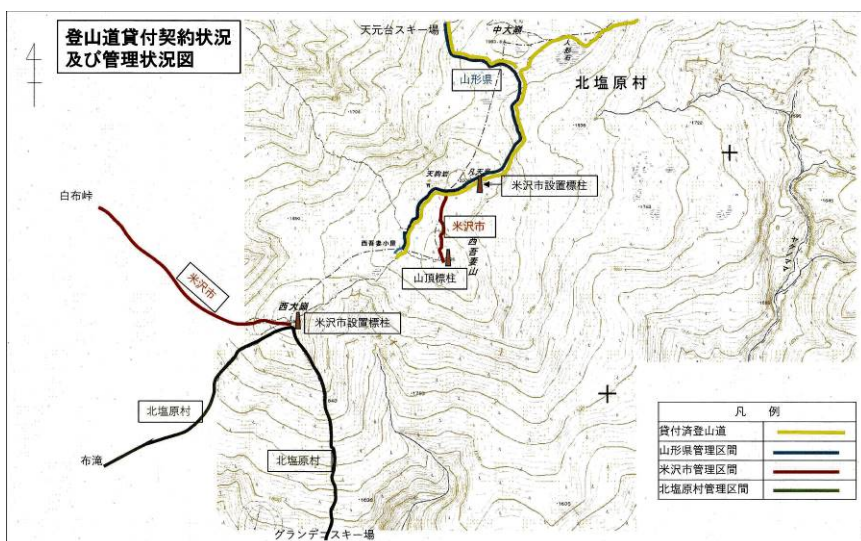 登山道貸付契約状況
及び管理状況図
天元台スキー場
中大巓
人形石
山形県
北塩原村
天狗岩
凡天岩
米沢市設置標柱
白布峠
米沢市
西吾妻小屋
西吾妻山
山頂標柱
米沢市
西大巓
米沢市設置標柱
北塩原村
布滝
北塩原村
グランデコスキー場
凡 例
貸付済登山道
山形県管理区間
米沢市管理区間
北塩原村管理区間